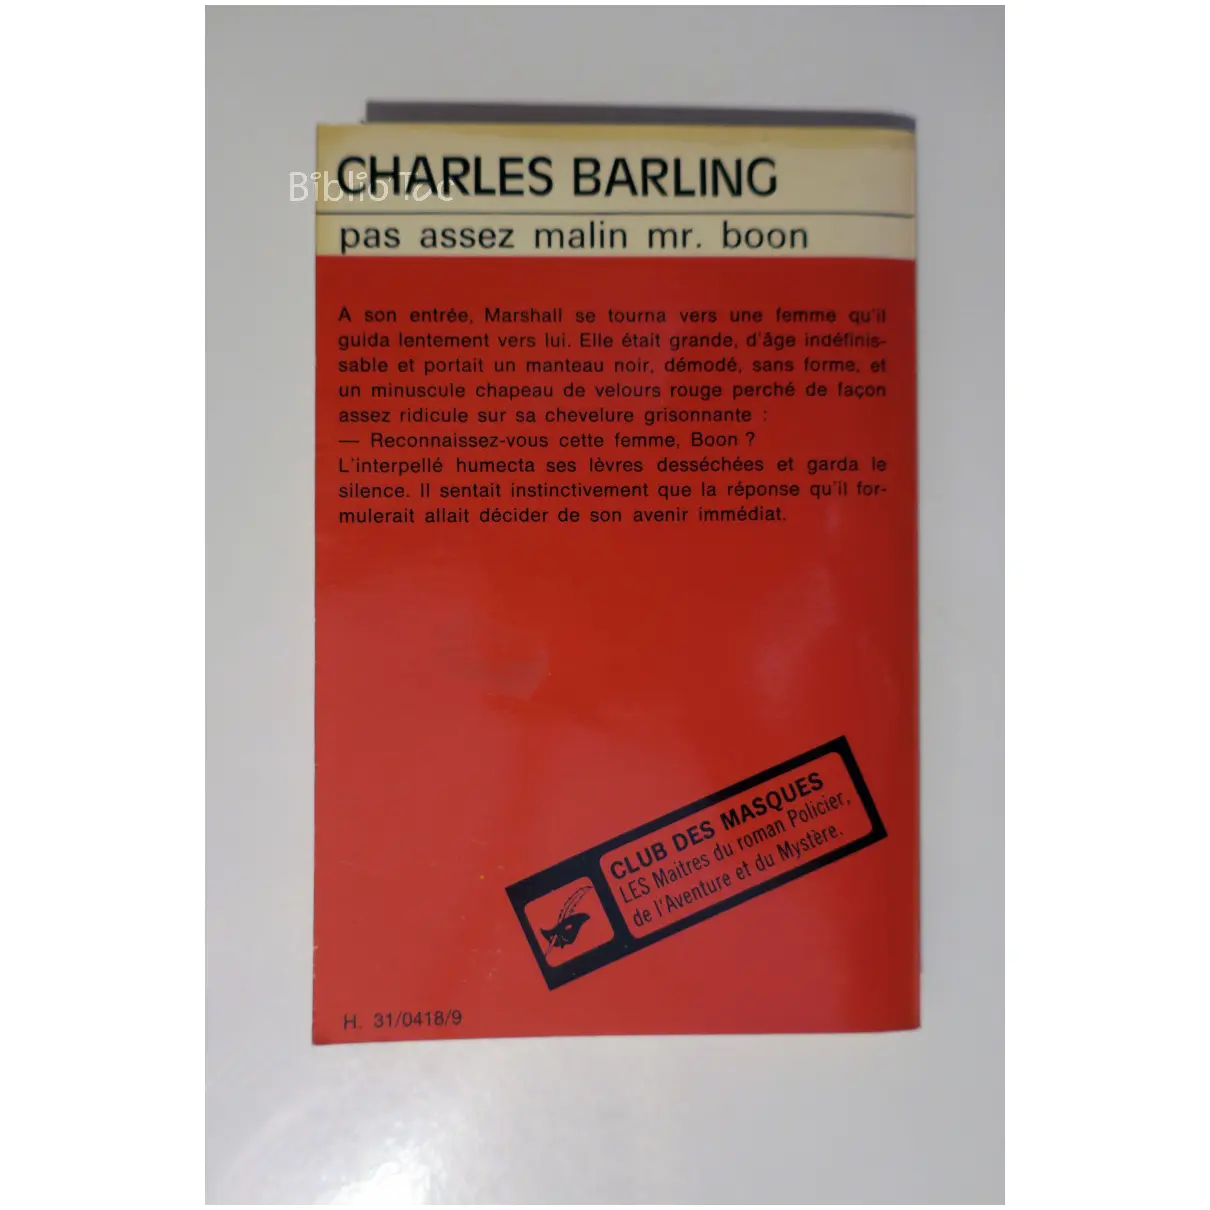 CHARLES BARLING
BiblioToc
pas assez malin mr. boon
À son entrée, Marshall se tourna vers une femme qu'il
guida lentement vers lui. Elle était grande, d'âge indéfinis-
sable et portait un manteau noir, démodé, sans forme, et
un minuscule chapeau de velours rouge perché de façon
assez ridicule sur sa chevelure grisonnante :
— Reconnaissez-vous cette femme, Boon ?
L'interpellé humecta ses lèvres desséchées et garda le
silence. Il sentait instinctivement que la réponse qu'il for-
mulerait allait décider de son avenir immédiat.
CLUB DES MASQUES
LES Maitres du roman Policier,
de l'Aventure et du Mystère.
H. 31/0418/9